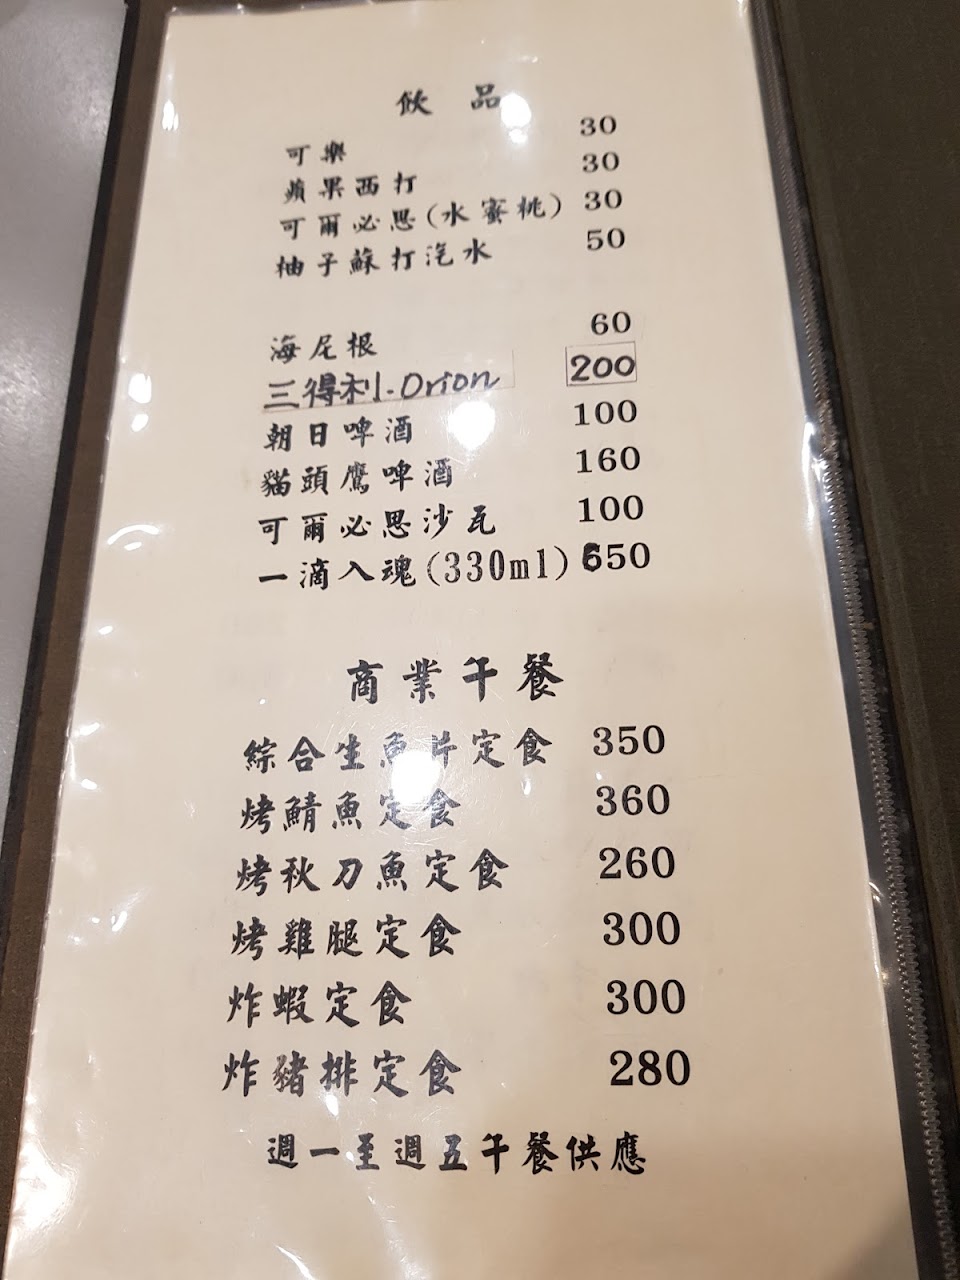 飲 品
可樂 30
蘋果西打 30
可爾必思(水蜜桃) 30
柚子蘇打汽水 50
海尼根 60
三得利.Orion 200
朝日啤酒 100
貓頭鷹啤酒 160
可爾必思沙瓦 100
一滴入魂(330ml) 650
商業午餐
綜合生魚片定食 350
烤鯖魚定食 360
烤秋刀魚定食 260
烤雞腿定食 300
炸蝦定食 300
炸豬排定食 280
週一至週五午餐供應